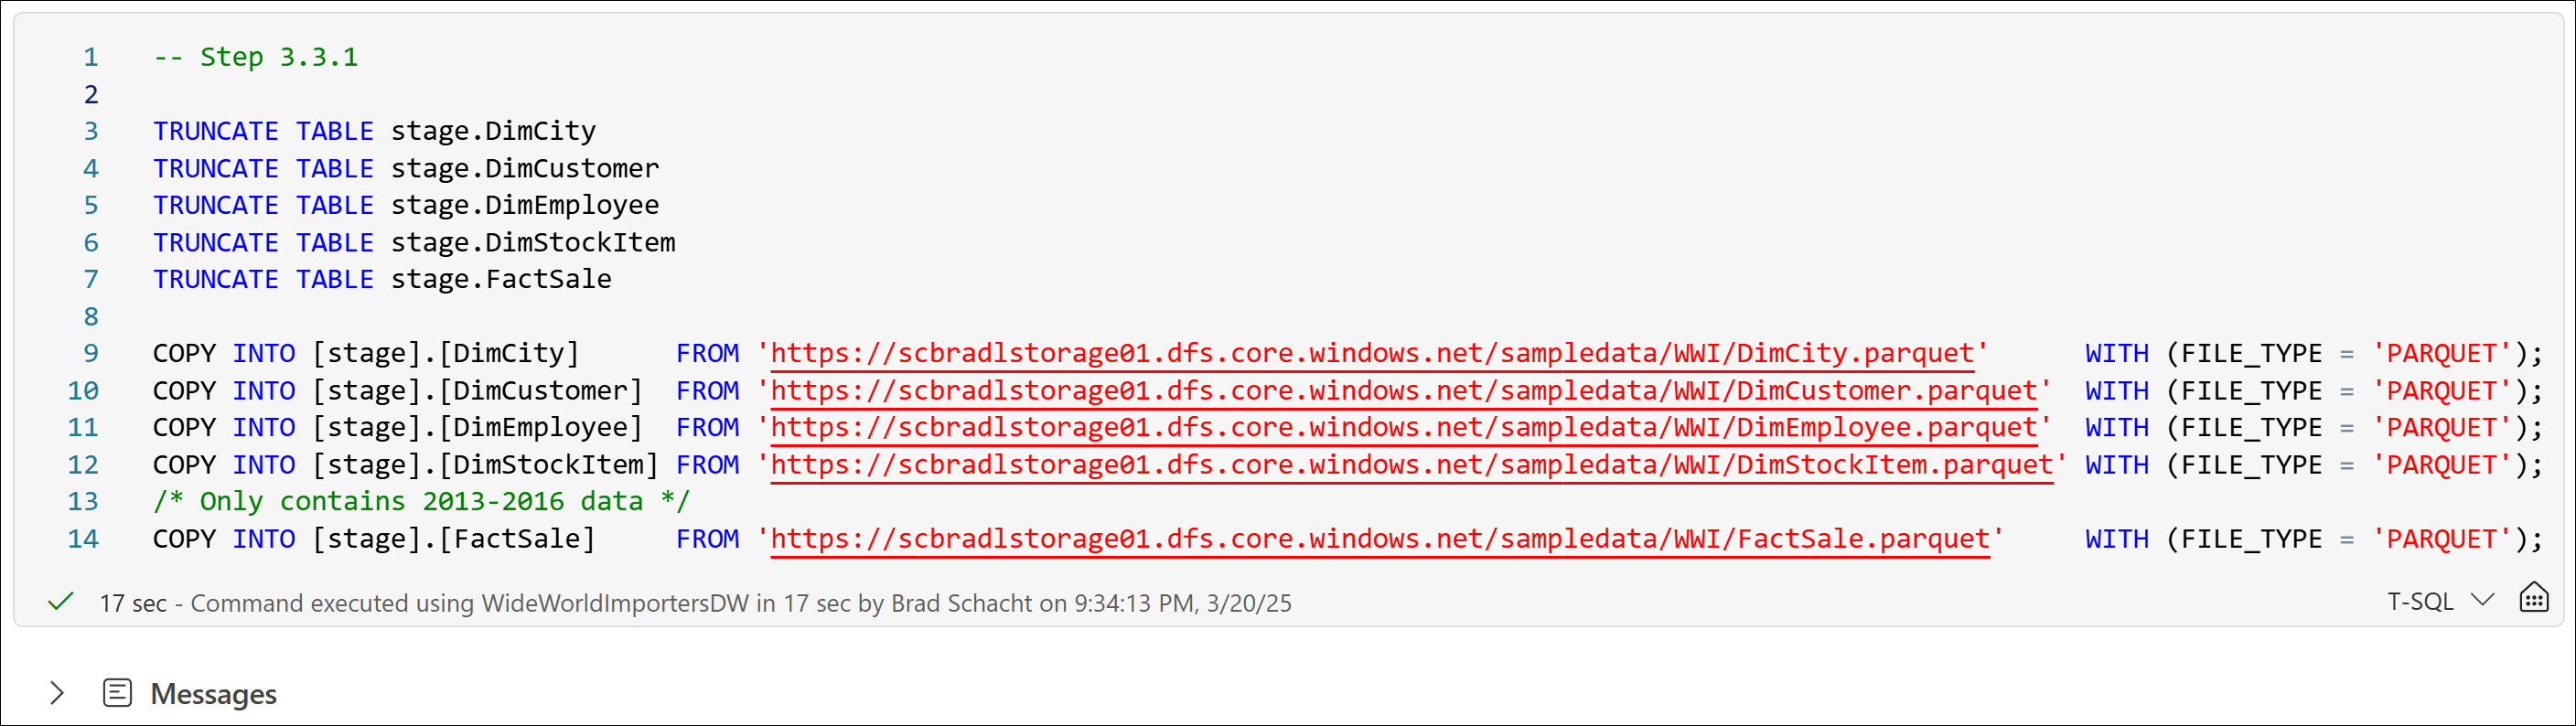 1 -- Step 3.3.1
2
3 TRUNCATE TABLE stage.DimCity
4 TRUNCATE TABLE stage.DimCustomer
5 TRUNCATE TABLE stage.DimEmployee
6 TRUNCATE TABLE stage.DimStockItem
7 TRUNCATE TABLE stage.FactSale
8
9 COPY INTO [stage].[DimCity]      FROM 'https://scbradlstorage01.dfs.core.windows.net/sampledata/WWI/DimCity.parquet'      WITH (FILE_TYPE = 'PARQUET');
10 COPY INTO [stage].[DimCustomer]  FROM 'https://scbradlstorage01.dfs.core.windows.net/sampledata/WWI/DimCustomer.parquet'  WITH (FILE_TYPE = 'PARQUET');
11 COPY INTO [stage].[DimEmployee]  FROM 'https://scbradlstorage01.dfs.core.windows.net/sampledata/WWI/DimEmployee.parquet'  WITH (FILE_TYPE = 'PARQUET');
12 COPY INTO [stage].[DimStockItem] FROM 'https://scbradlstorage01.dfs.core.windows.net/sampledata/WWI/DimStockItem.parquet' WITH (FILE_TYPE = 'PARQUET');
13 /* Only contains 2013-2016 data */
14 COPY INTO [stage].[FactSale]     FROM 'https://scbradlstorage01.dfs.core.windows.net/sampledata/WWI/FactSale.parquet'     WITH (FILE_TYPE = 'PARQUET');
17 sec - Command executed using WideWorldImportersDW in 17 sec by Brad Schacht on 9:34:13 PM, 3/20/25 T-SQL
Messages